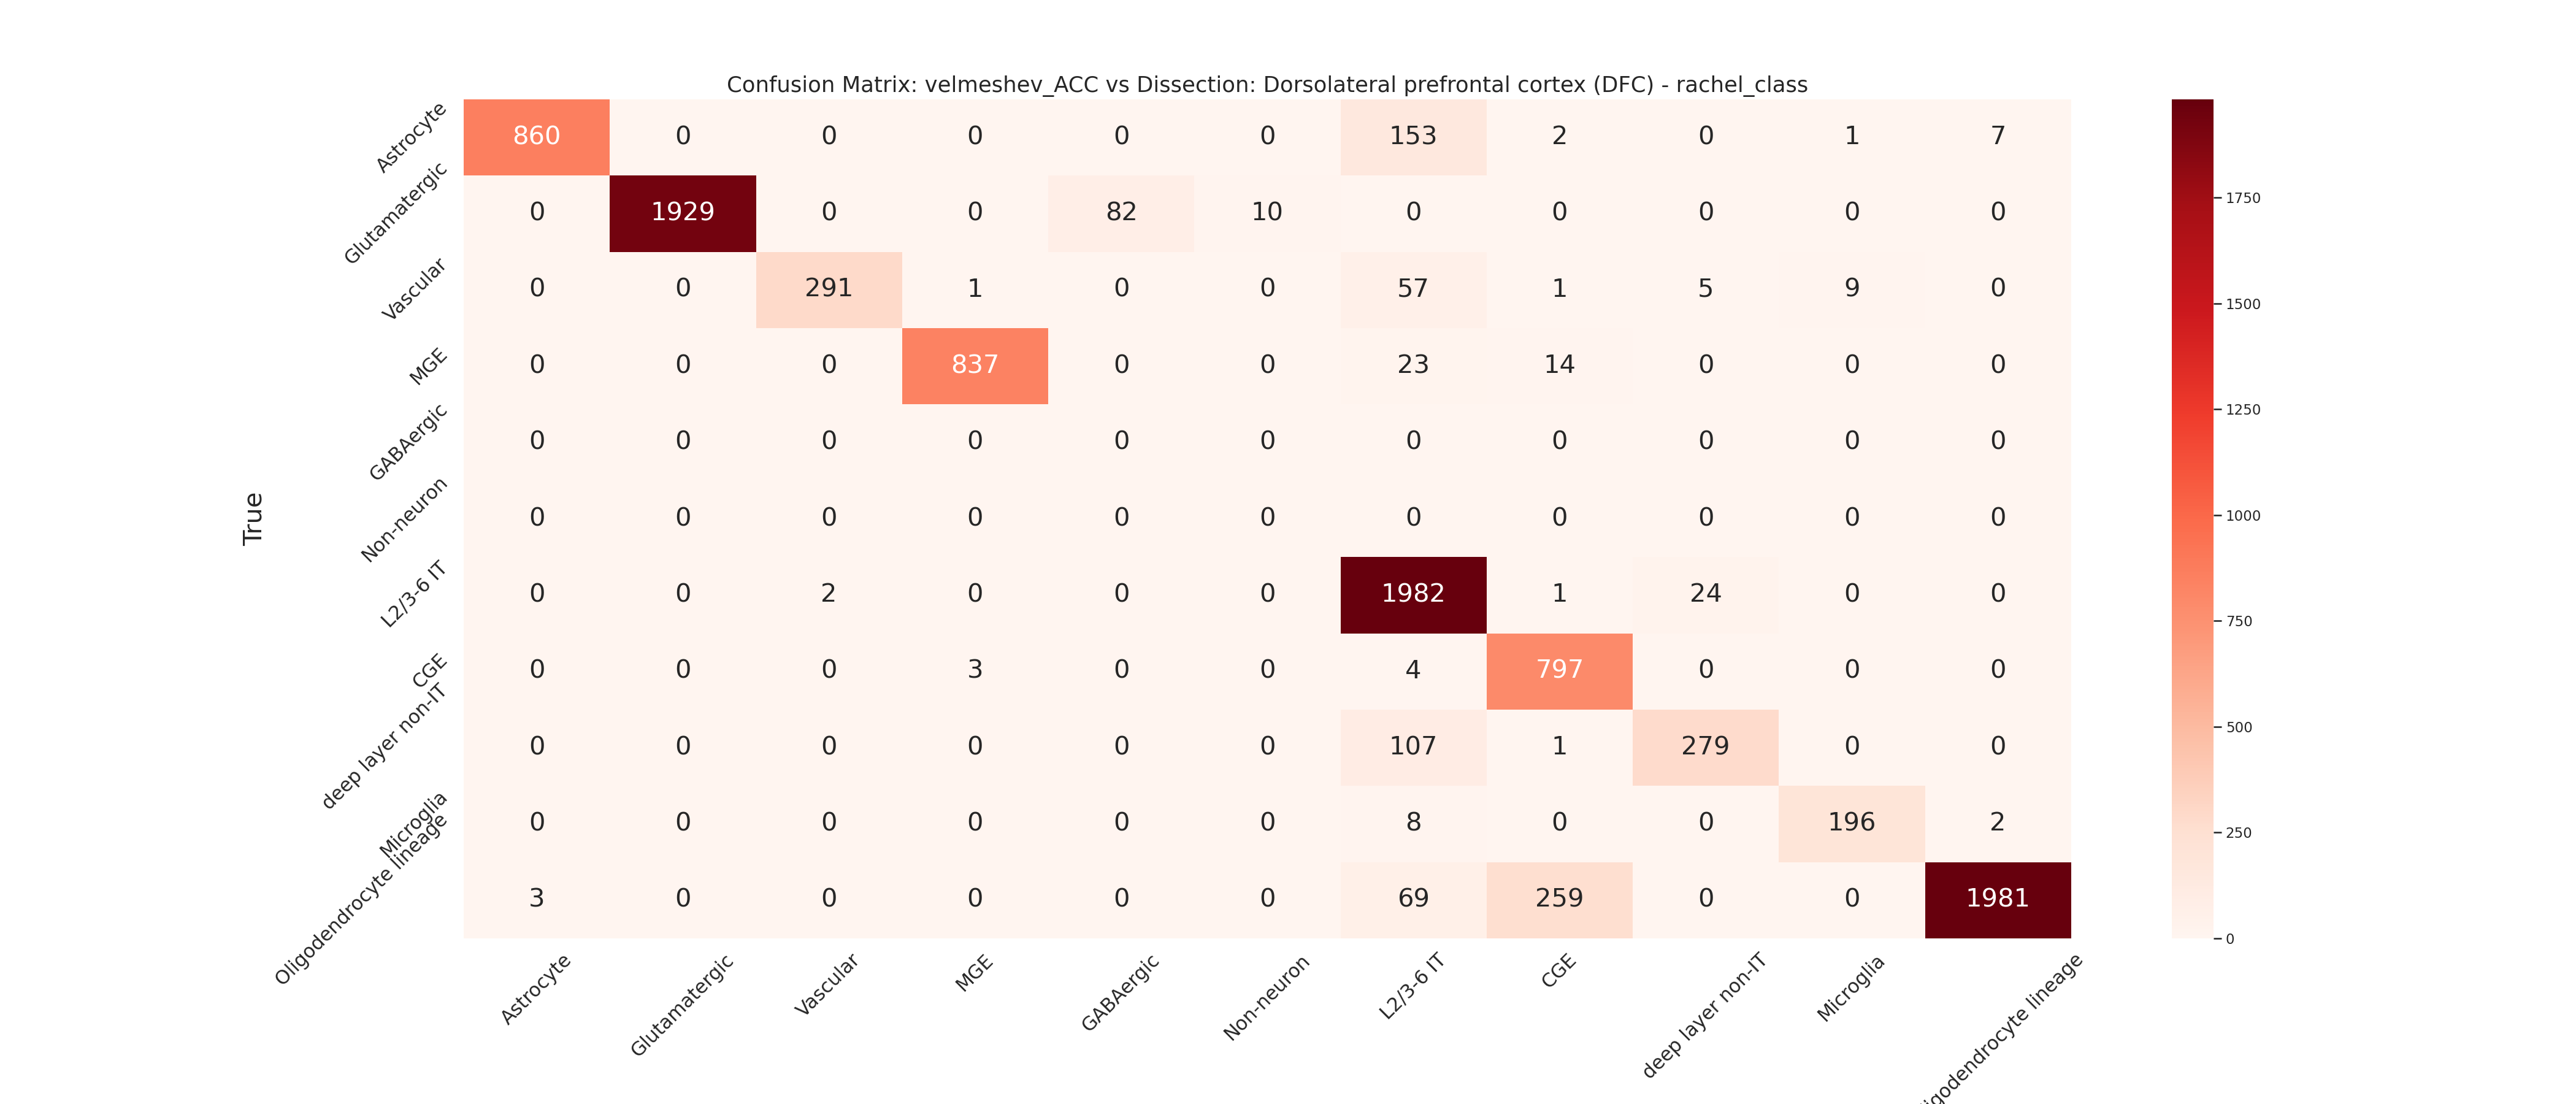 Confusion Matrix: velmeshev_ACC vs Dissection: Dorsolateral prefrontal cortex (DFC) - rachel_class
True
Astrocyte 860 0 0 0 0 0 153 2 0 1 7
Glutamatergic 0 1929 0 0 82 10 0 0 0 0 0
Vascular 0 0 291 1 0 0 57 1 5 9 0
MGE 0 0 0 837 0 0 23 14 0 0 0
GABAergic 0 0 0 0 0 0 0 0 0 0 0
Non-neuron 0 0 0 0 0 0 0 0 0 0 0
L2/3-6 IT 0 0 2 0 0 0 1982 1 24 0 0
CGE 0 0 0 3 0 0 4 797 0 0 0
deep layer non-IT 0 0 0 0 0 0 107 1 279 0 0
Microglia 0 0 0 0 0 0 8 0 0 196 2
Oligodendrocyte lineage 3 0 0 0 0 0 69 259 0 0 1981
Astrocyte Glutamatergic Vascular MGE GABAergic Non-neuron L2/3-6 IT CGE deep layer non-IT Microglia igodendrocyte lineage
1750
1500
1250
1000
750
500
250
0